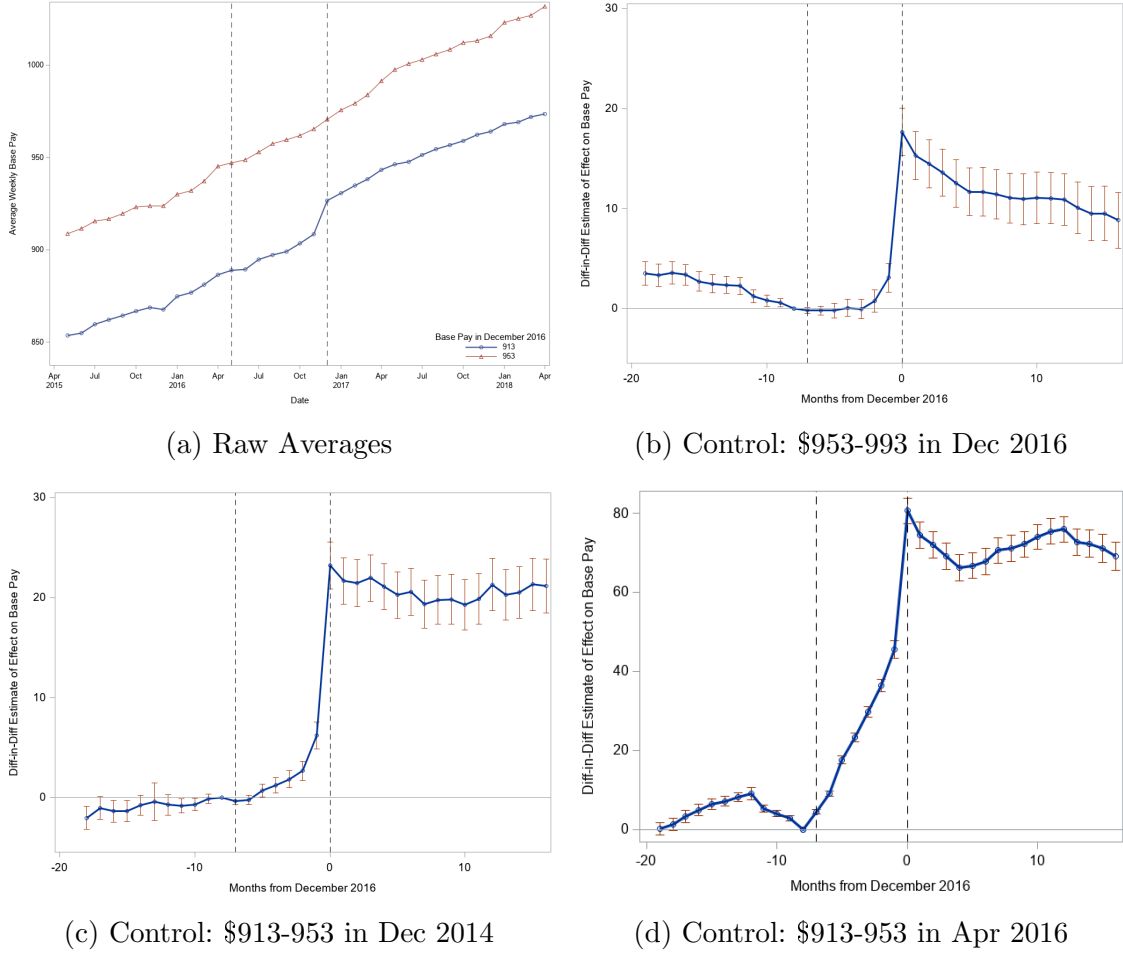 1000
950
900
850
Average Weekly Base Pay
Base Pay in December 2016
913
953
Apr 2015
Jul
Oct
Jan 2016
Apr
Jul
Oct
Jan 2017
Apr
Jul
Oct
Jan 2018
Apr
Date
(a) Raw Averages
30
20
10
0
Diff-in-Diff Estimate of Effect on Base Pay
-20
-10
0
10
Months from December 2016
(b) Control: $953-993 in Dec 2016
30
20
10
0
Diff-in-Diff Estimate of Effect on Base Pay
-20
-10
0
10
Months from December 2016
(c) Control: $913-953 in Dec 2014
80
60
40
20
0
Diff-in-Diff Estimate of Effect on Base Pay
-20
-10
0
10
Months from December 2016
(d) Control: $913-953 in Apr 2016